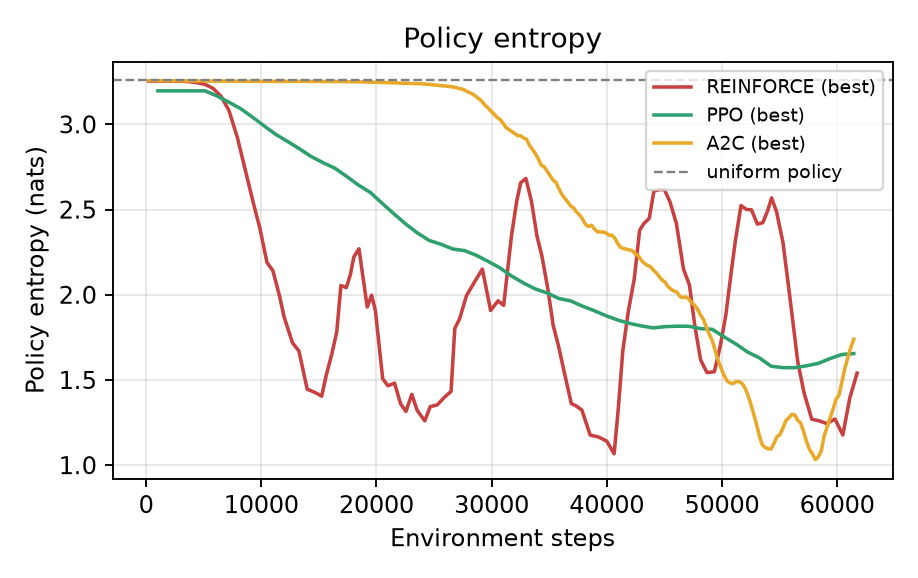 Policy entropy
REINFORCE (best)
PPO (best)
A2C (best)
uniform policy
Policy entropy (nats)
3.0
2.5
2.0
1.5
1.0
0 10000 20000 30000 40000 50000 60000
Environment steps